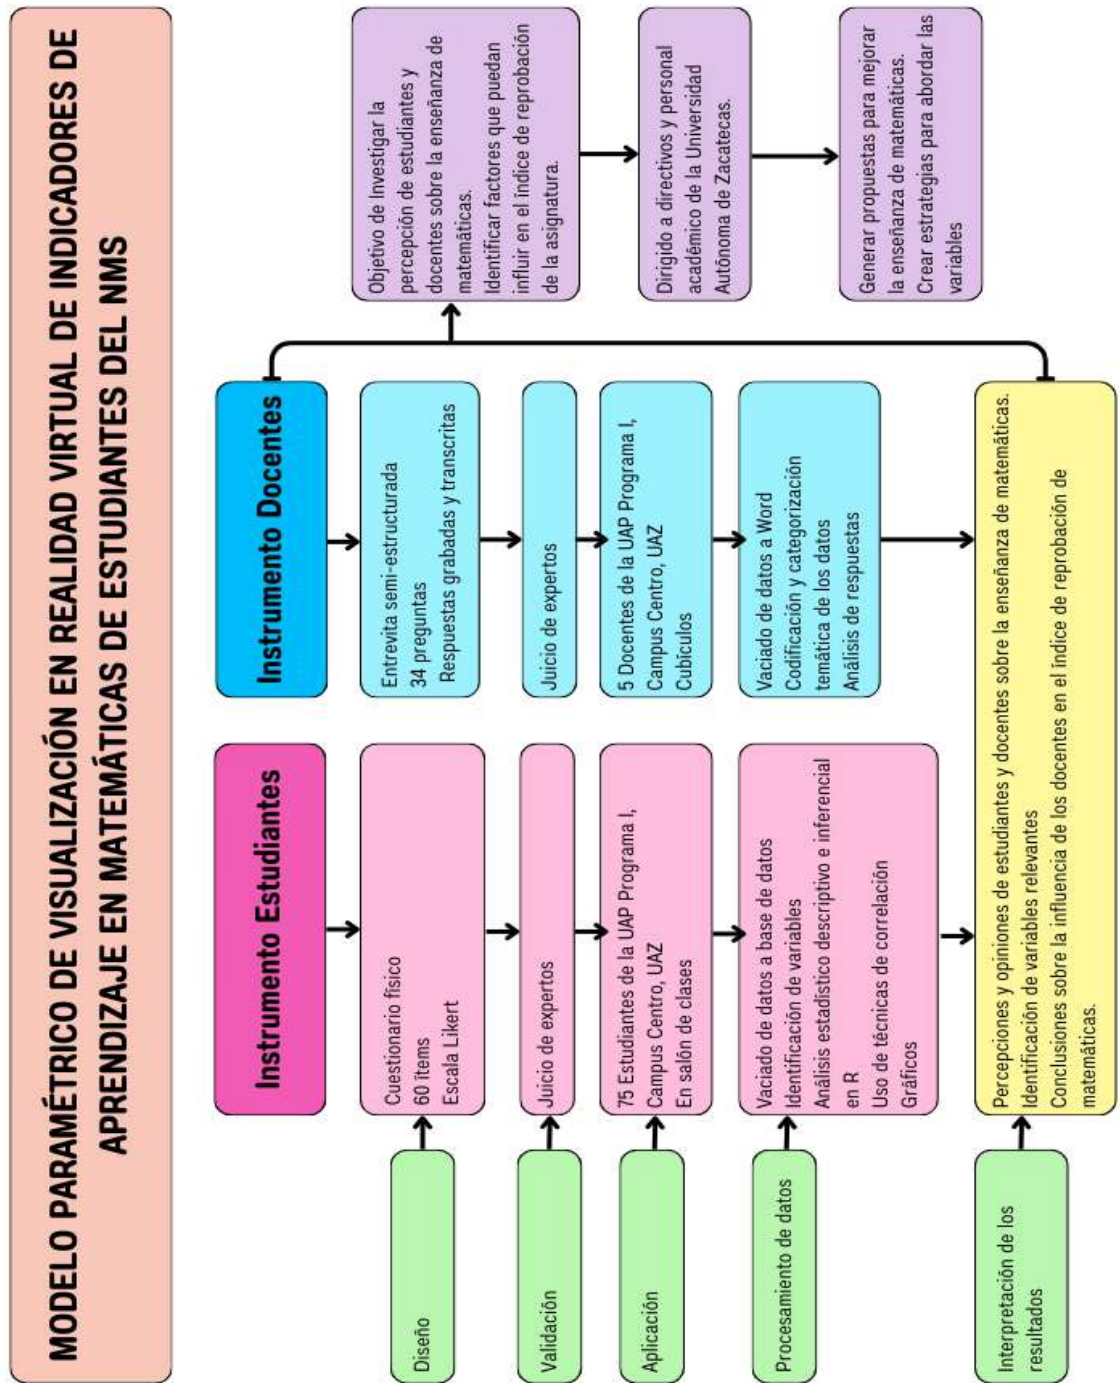 MODELO PARAMÉTRICO DE VISUALIZACIÓN EN REALIDAD VIRTUAL DE INDICADORES DE
APRENDIZAJE EN MATEMÁTICAS DE ESTUDIANTES DEL NMS
Instrumento Estudiantes
Instrumento Docentes
Diseño
Cuestionario físico
60 ítems
Escala Likert
Entrevita semi-estructurada
34 preguntas
Respuestas grabadas y transcritas
Validación
Juicio de expertos
Juicio de expertos
Aplicación
75 Estudiantes de la UAP Programa I,
Campus Centro, UAZ
En salón de clases
5 Docentes de la UAP Programa I,
Campus Centro, UAZ
Cubículos
Procesamiento de datos
Vaciado de datos a base de datos
Identificación de variables
Análisis estadístico descriptivo e inferencial
en R
Uso de técnicas de correlación
Gráficos
Vaciado de datos a Word
Codificación y categorización
temática de los datos
Análisis de respuestas
Interpretación de los
resultados
Percepciones y opiniones de estudiantes y docentes sobre la enseñanza de matemáticas.
Identificación de variables relevantes
Conclusiones sobre la influencia de los docentes en el índice de reprobación de
matemáticas.
Objetivo de Investigar la
percepción de estudiantes y
docentes sobre la enseñanza de
matemáticas.
Identificar factores que puedan
influir en el índice de reprobación
de la asignatura.
Dirigido a directivos y personal
académico de la Universidad
Autónoma de Zacatecas.
Generar propuestas para mejorar
la enseñanza de matemáticas.
Crear estrategias para abordar las
variables